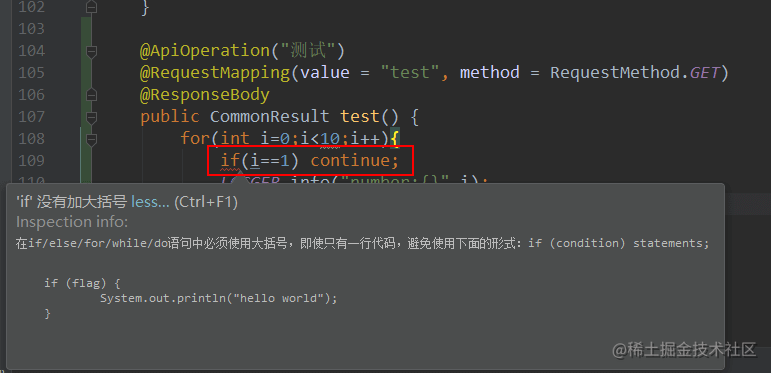 102 }
103
104 @ApiOperation("测试")
105 @RequestMapping(value = "test", method = RequestMethod.GET)
106 @ResponseBody
107 public CommonResult test() {
108 for(int i=0;i<10;i++){
109 if(i==1) continue;
110 LOGGER.info("number:{}",i);
'if' 没有加大括号 less... (Ctrl+F1)
Inspection info:
在if/else/for/while/do语句中必须使用大括号，即使只有一行代码，避免使用下面的形式：if (condition) statements;
if (flag) {
System.out.println("hello world");
}
@稀土掘金技术社区